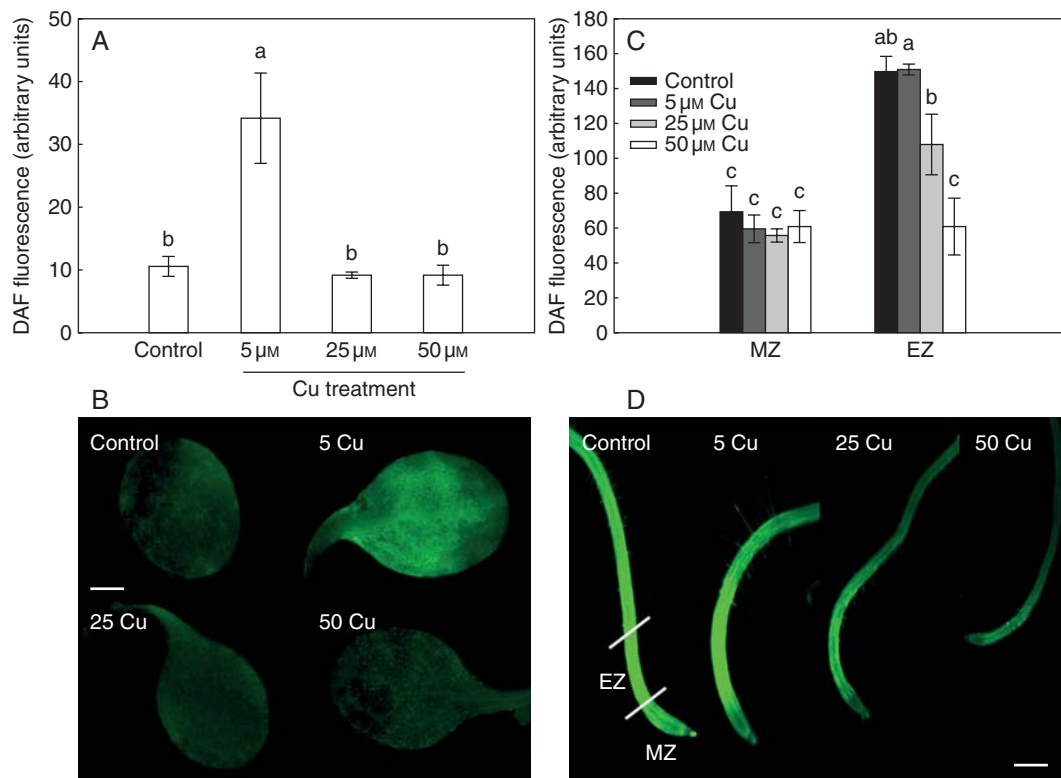 A
DAF fluorescence (arbitrary units)
50
40
30
20
10
0
b
a
b
b
Control
5 µM
25 µM
50 µM
Cu treatment
C
DAF fluorescence (arbitrary units)
180
160
140
120
100
80
60
40
20
0
Control
5 µM Cu
25 µM Cu
50 µM Cu
c
c
c
c
ab
a
b
c
MZ
EZ
B
Control
5 Cu
25 Cu
50 Cu
D
Control
5 Cu
25 Cu
50 Cu
EZ
MZ